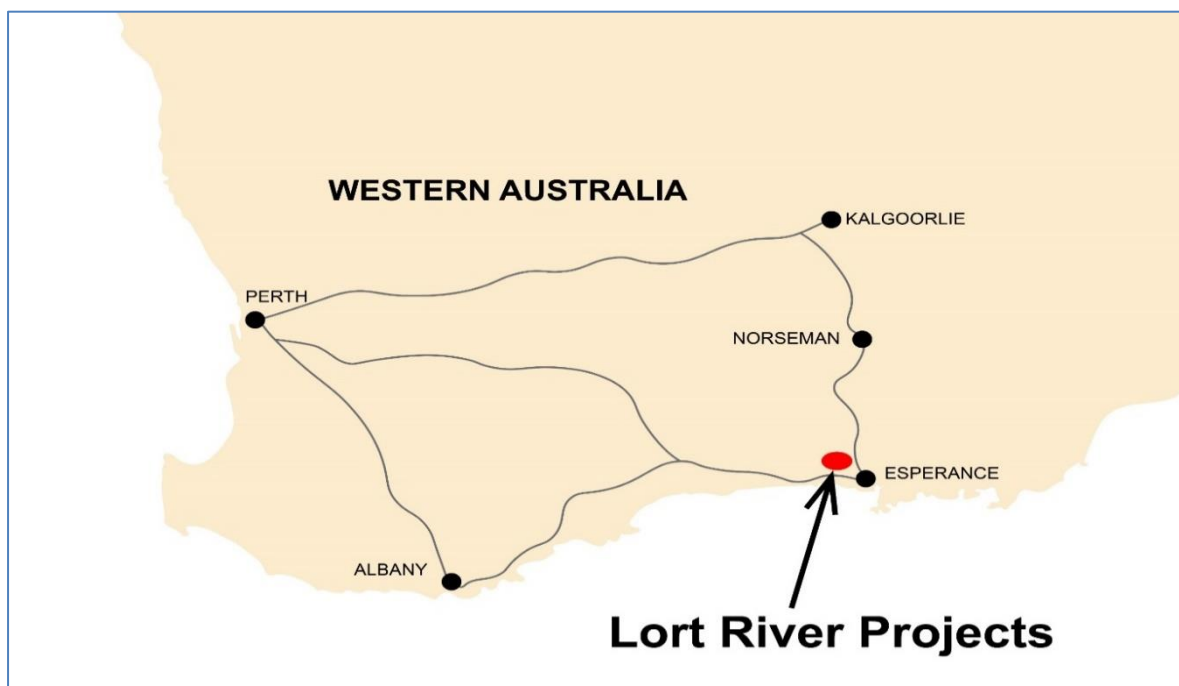 WESTERN AUSTRALIA
KALGOORLIE
PERTH
NORSEMAN
ESPERANCE
ALBANY
Lort River Projects